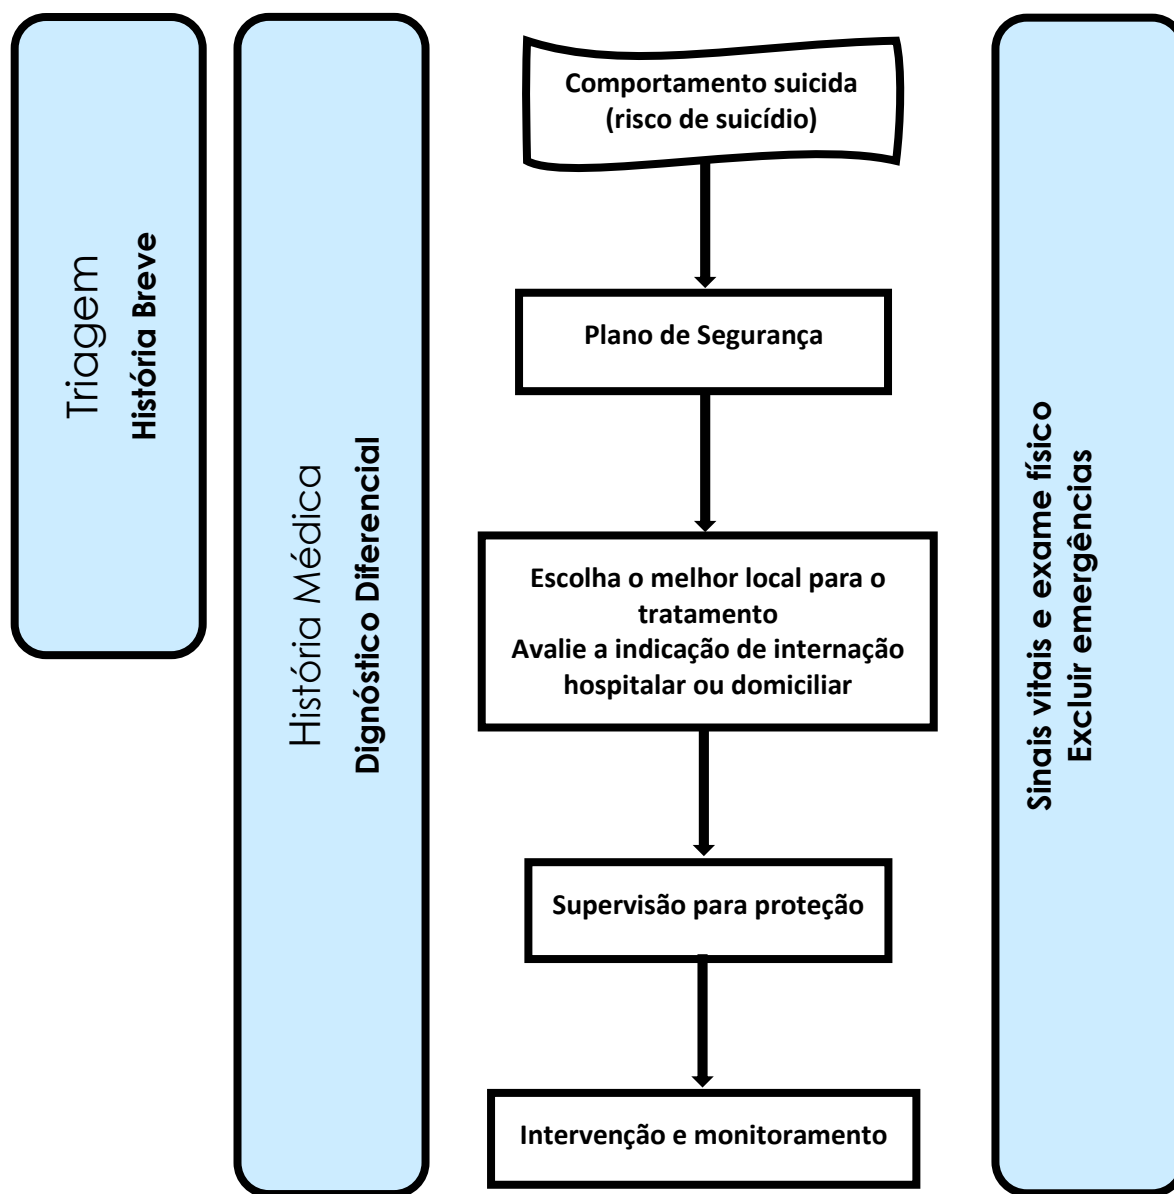 Triagem
História Breve
História Médica
Dignóstico Diferencial
Comportamento suicida
(risco de suicídio)
Plano de Segurança
Escolha o melhor local para o
tratamento
Avalie a indicação de internação
hospitalar ou domiciliar
Supervisão para proteção
Intervenção e monitoramento
Sinais vitais e exame físico
Excluir emergências